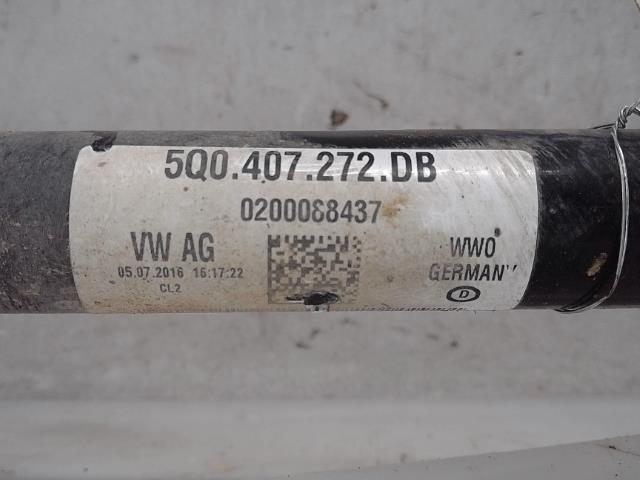 5Q0.407.272.DB
0200088437
VW AG
05.07.2016 16:17:22
CL2
WWO
GERMANY
D